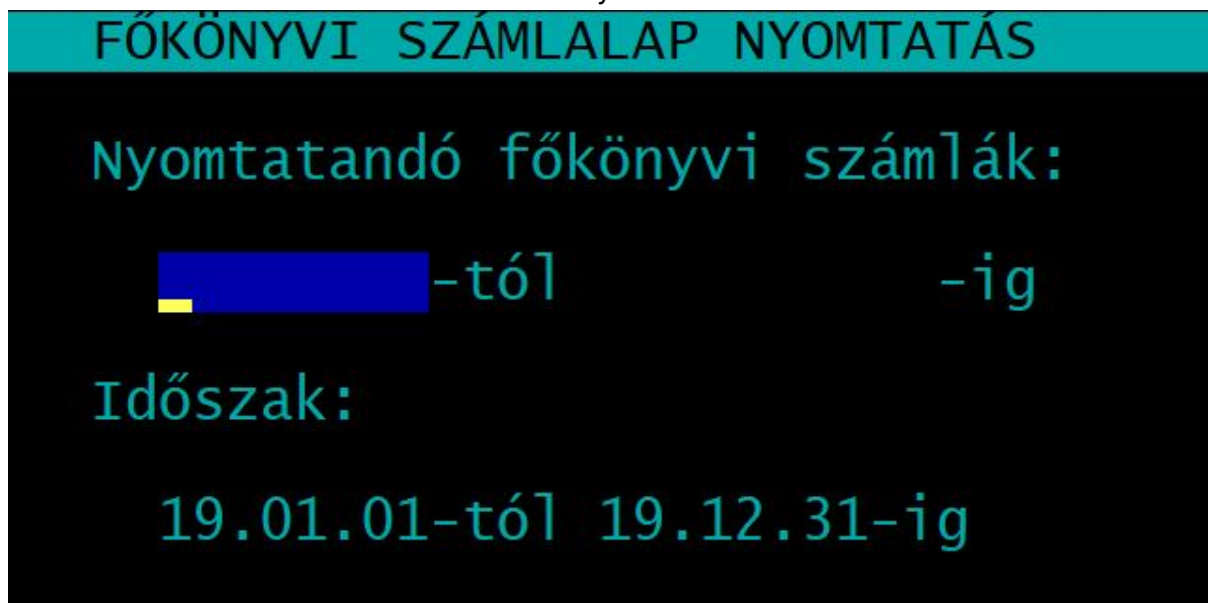 FŐKÖNYVI SZÁMLALAP NYOMTATÁS
Nyomtatandó főkönyvi számlák:
-tól -ig
Időszak:
19.01.01-tól 19.12.31-ig